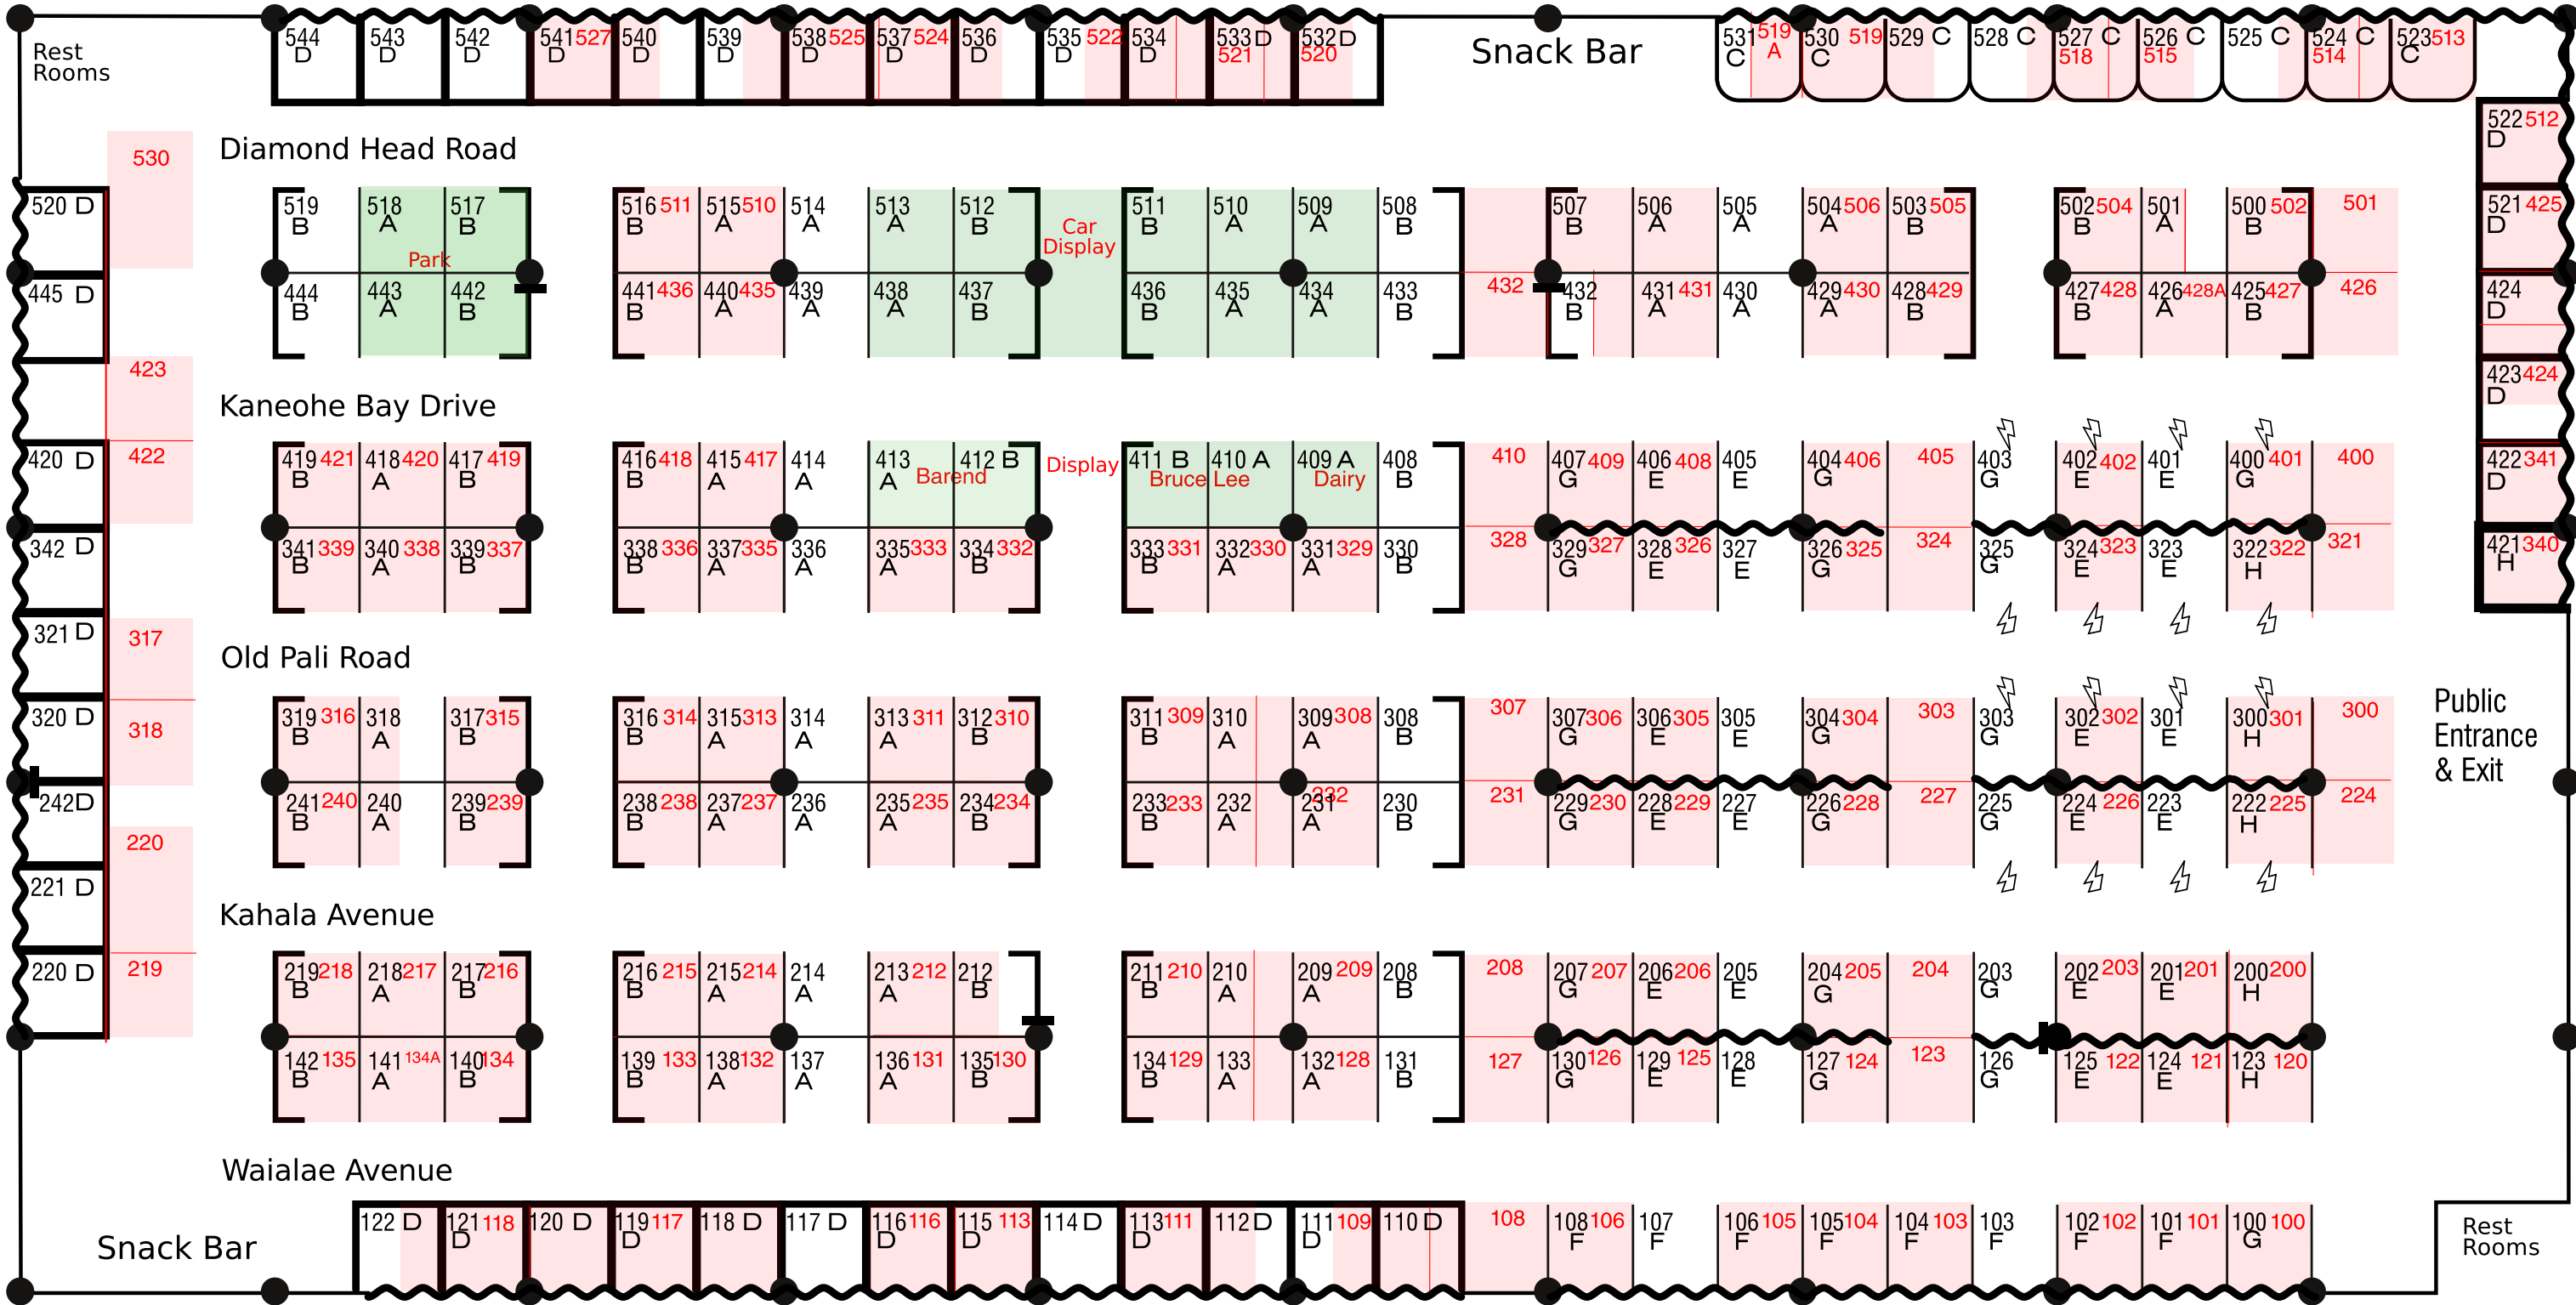 Rest
Rooms
544 543 542 541 527 540 539 538 525 537 524 536 535 522 534 533 D 532 D
D D D D D D D D D D D 521 520
Snack Bar
531 519 530 519 529 C 528 C 527 C 526 C 525 C 524 C 523 513
C A C 518 515 514 C
522 512
D
530
Diamond Head Road
520 D
519 518 517 516 511 515 510 514 513 512 511 510 509 508 507 506 505 504 506 503 505 502 504 501 500 502 501
B A B B A A A B B A A B B A A A B B A B
521 425
D
Park
Car
Display
445 D
444 443 442 441 436 440 435 439 438 437 436 435 434 433 432 432 431 431 430 429 430 428 429 427 428 426 428A 425 427 426
B A B B A A A B B A A B B A A A B B A B
424
D
423
423 424
D
Kaneohe Bay Drive
420 D 422
419 421 418 420 417 419 416 418 415 417 414 413 412 B Display 411 B 410 A 409 A 408 410 407 409 406 408 405 404 406 405 403 402 402 401 400 401 400
B A B B A A A Barend Bruce Lee Dairy B G E E G G E E G
422 341
D
342 D
341 339 340 338 339 337 338 336 337 335 336 335 333 334 332 333 331 332 330 331 329 330 328 329 327 328 326 327 326 325 324 325 324 323 323 322 322 321
B A B B A A A B B A A B G E E G G E E H
421 340
H
321 D 317
Old Pali Road
320 D 318
319 316 318 317 315 316 314 315 313 314 313 311 312 310 311 309 310 309 308 308 307 307 306 306 305 305 304 304 303 303 302 302 301 300 301 300
B A B B A A A B B A A B G E E G G E E H
Public
Entrance
& Exit
242 D
241 240 240 239 239 238 238 237 237 236 235 235 234 234 233 233 232 231 232 230 231 229 230 228 229 227 226 228 227 225 224 226 223 222 225 224
B A B B A A A B B A A B G E E G G E E H
220
221 D
Kahala Avenue
220 D 219
219 218 218 217 217 216 216 215 215 214 214 213 212 212 211 210 210 209 209 208 208 207 207 206 206 205 204 205 204 203 202 203 201 201 200 200
B A B B A A A B B A A B G E E G G E E H
142 135 141 134A 140 134 139 133 138 132 137 136 131 135 130 134 129 133 132 128 131 127 130 126 129 125 128 127 124 123 126 125 122 124 121 123 120
B A B B A A A B B A A B G E E G G E E H
Waialae Avenue
Snack Bar
122 D 121 118 120 D 119 117 118 D 117 D 116 116 115 113 114 D 113 111 112 D 111 109 110 D 108 108 106 107 106 105 105 104 104 103 103 102 102 101 101 100 100
D D D D D D F F F F F F F F G
Rest
Rooms